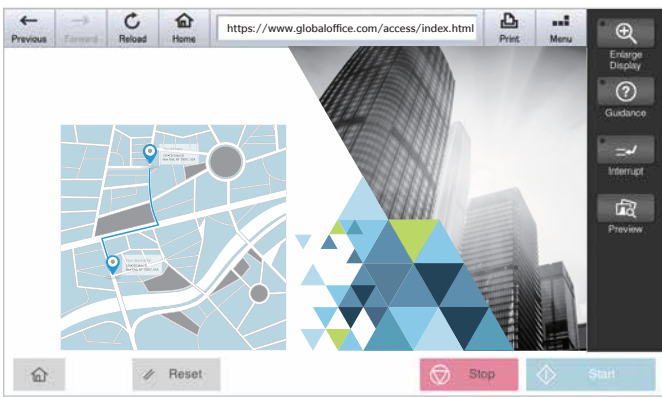 Previous
Forward
Reload
Home
https://www.globaloffice.com/access/index.html
Print
Menu
Enlarge
Display
Guidance
Interrupt
Preview
Reset
Stop
Start